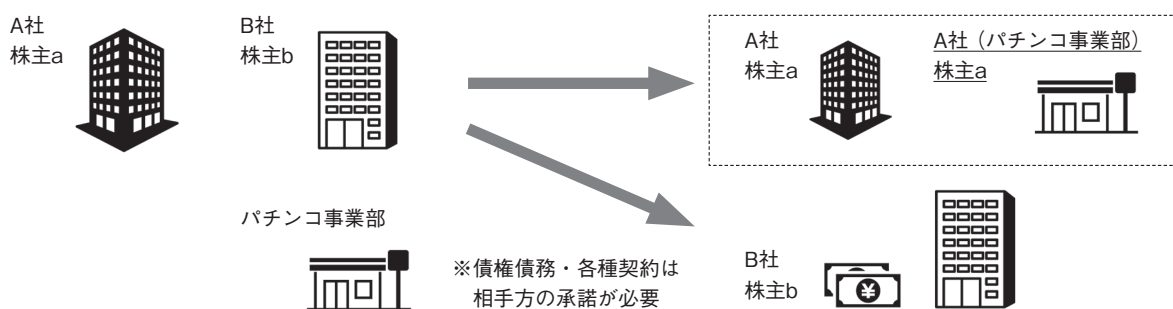 A社
株主a
B社
株主b
A社
株主a
A社（パチンコ事業部）
株主a
パチンコ事業部
※債権債務・各種契約は
相手方の承諾が必要
B社
株主b
¥